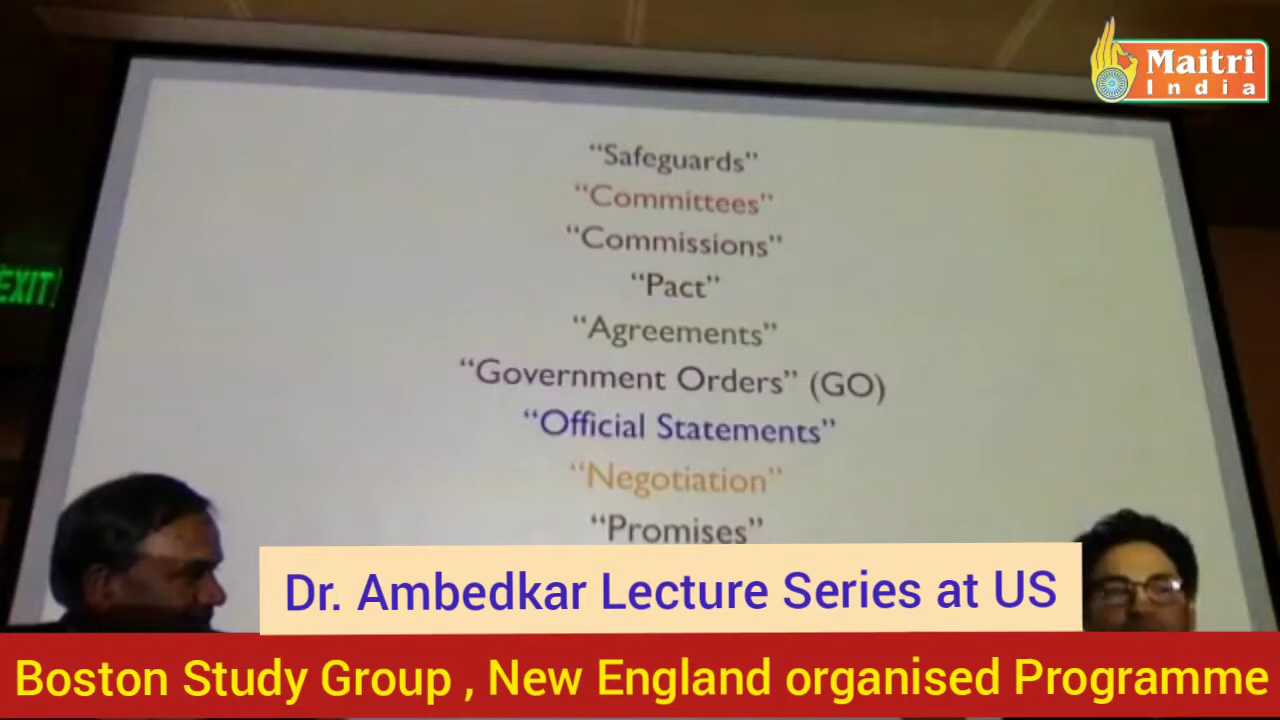 Maitri
India
EXIT
“Safeguards”
“Committees”
“Commissions”
“Pact”
“Agreements”
“Government Orders” (GO)
“Official Statements”
“Negotiation”
“Promises”
Dr. Ambedkar Lecture Series at US
Boston Study Group , New England organised Programme